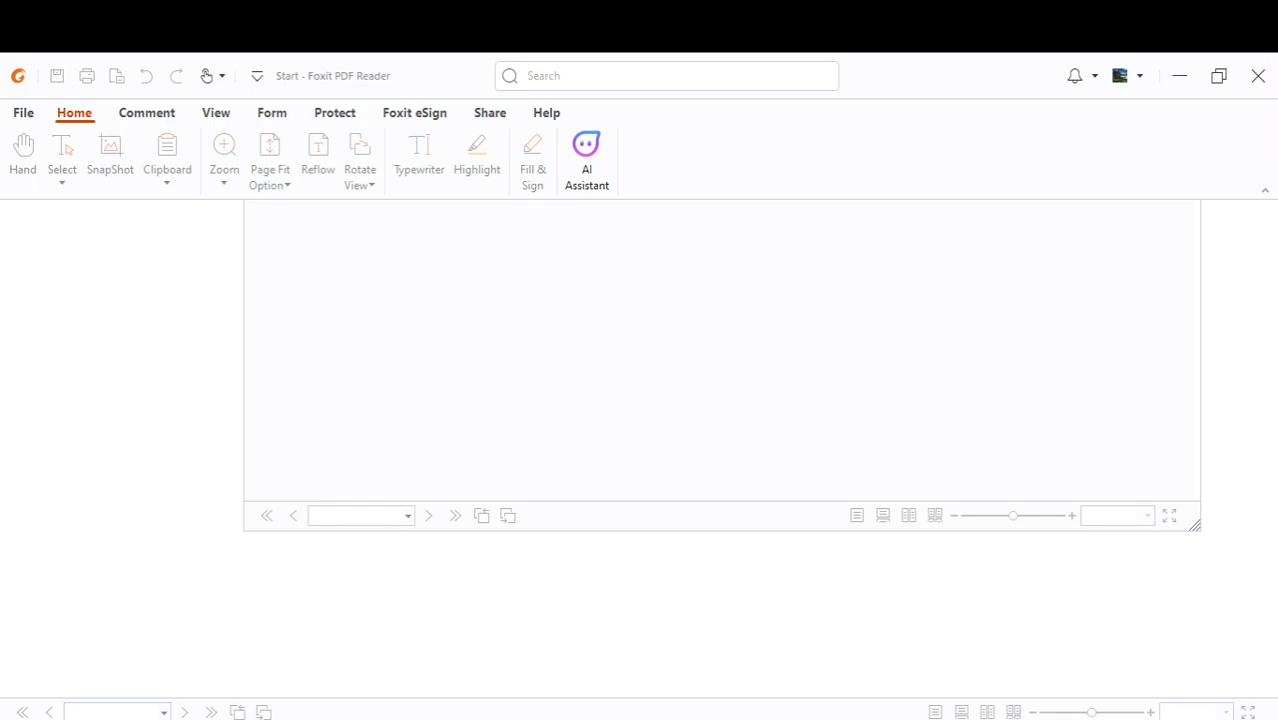 Start - Foxit PDF Reader
Search
File Home Comment View Form Protect Foxit eSign Share Help
Hand Select SnapShot Clipboard Zoom Page Fit Option Reflow Rotate View Typewriter Highlight Fill & Sign AI Assistant